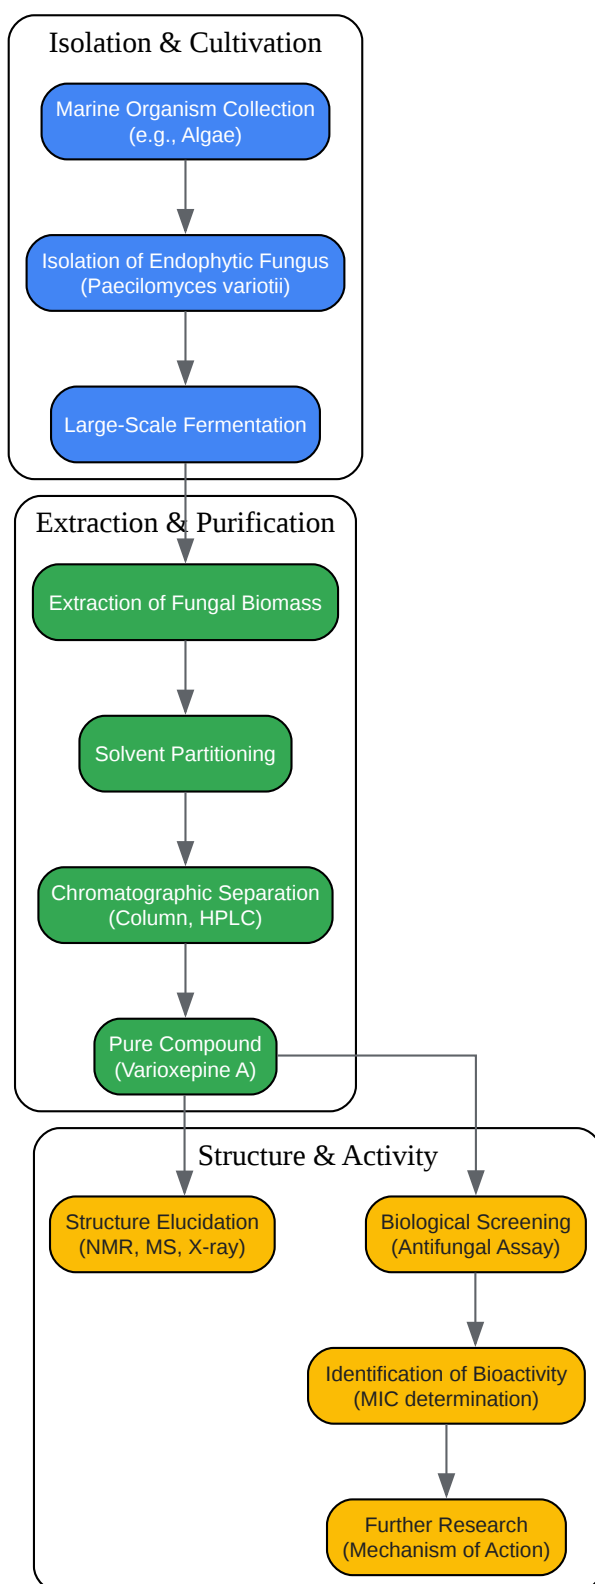 Isolation & Cultivation
Marine Organism Collection
(e.g., Algae)
Isolation of Endophytic Fungus
(Paecilomyces variotii)
Large-Scale Fermentation
Extraction & Purification
Extraction of Fungal Biomass
Solvent Partitioning
Chromatographic Separation
(Column, HPLC)
Pure Compound
(Varioxepine A)
Structure & Activity
Structure Elucidation
(NMR, MS, X-ray)
Biological Screening
(Antifungal Assay)
Identification of Bioactivity
(MIC determination)
Further Research
(Mechanism of Action)